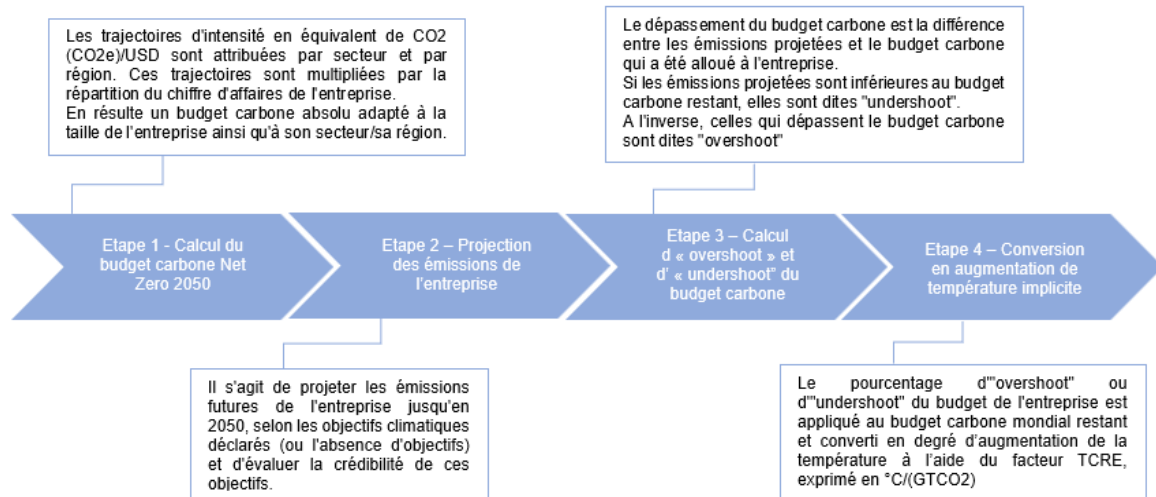 Les trajectoires d'intensité en équivalent de CO2
(CO2e)/USD sont attribuées par secteur et par
région. Ces trajectoires sont multipliées par la
répartition du chiffre d'affaires de l'entreprise.
En résulte un budget carbone absolu adapté à la
taille de l'entreprise ainsi qu'à son secteur/sa région.
Le dépassement du budget carbone est la différence
entre les émissions projetées et le budget carbone
qui a été alloué à l'entreprise.
Si les émissions projetées sont inférieures au budget
carbone restant, elles sont dites "undershoot".
A l'inverse, celles qui dépassent le budget carbone
sont dites "overshoot"
Etape 1 - Calcul du
budget carbone Net
Zero 2050
Etape 2 – Projection
des émissions de
l'entreprise
Etape 3 – Calcul
d « overshoot » et
d' « undershoot" du
budget carbone
Etape 4 – Conversion
en augmentation de
température implicite
Il s'agit de projeter les émissions
futures de l'entreprise jusqu'en
2050, selon les objectifs climatiques
déclarés (ou l'absence d'objectifs)
et d'évaluer la crédibilité de ces
objectifs.
Le pourcentage d'"overshoot" ou
d'"undershoot" du budget de l'entreprise est
appliqué au budget carbone mondial restant
et converti en degré d'augmentation de la
température à l'aide du facteur TCRE,
exprimé en °C/(GTCO2)